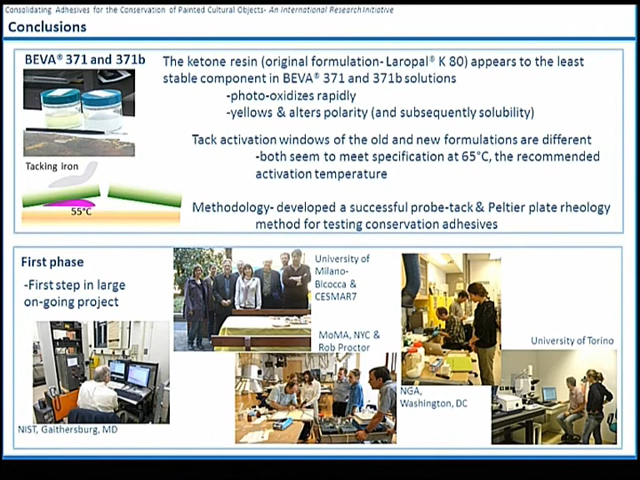 Consolidating Adhesives for the Conservation of Painted Cultural Objects- An International Research Initiative
Conclusions
BEVA® 371 and 371b
The ketone resin (original formulation- Laropal® K 80) appears to the least
stable component in BEVA® 371 and 371b solutions
-photo-oxidizes rapidly
-yellows & alters polarity (and subsequently solubility)
Tack activation windows of the old and new formulations are different
-both seem to meet specification at 65°C, the recommended
activation temperature
Tacking iron
55°C
Methodology- developed a successful probe-tack & Peltier plate rheology
method for testing conservation adhesives
First phase
-First step in large
on-going project
University of
Milano-
Bicocca &
CESMAR7
MoMA, NYC &
Rob Proctor
University of Torino
NGA,
Washington, DC
NIST, Gaithersburg, MD